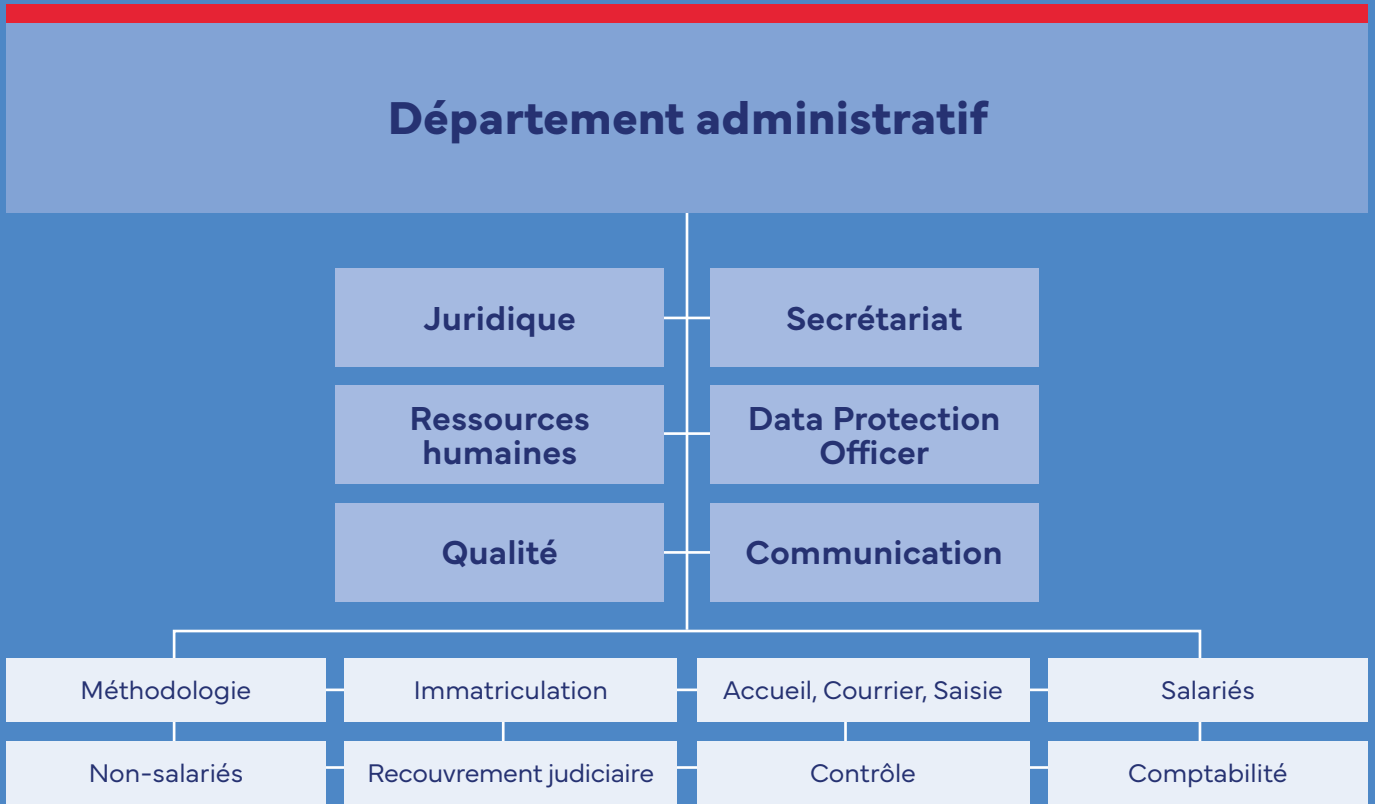 Département administratif
Juridique
Secrétariat
Ressources
humaines
Data Protection
Officer
Qualité
Communication
Méthodologie
Immatriculation
Accueil, Courrier, Saisie
Salariés
Non-salariés
Recouvrement judiciaire
Contrôle
Comptabilité